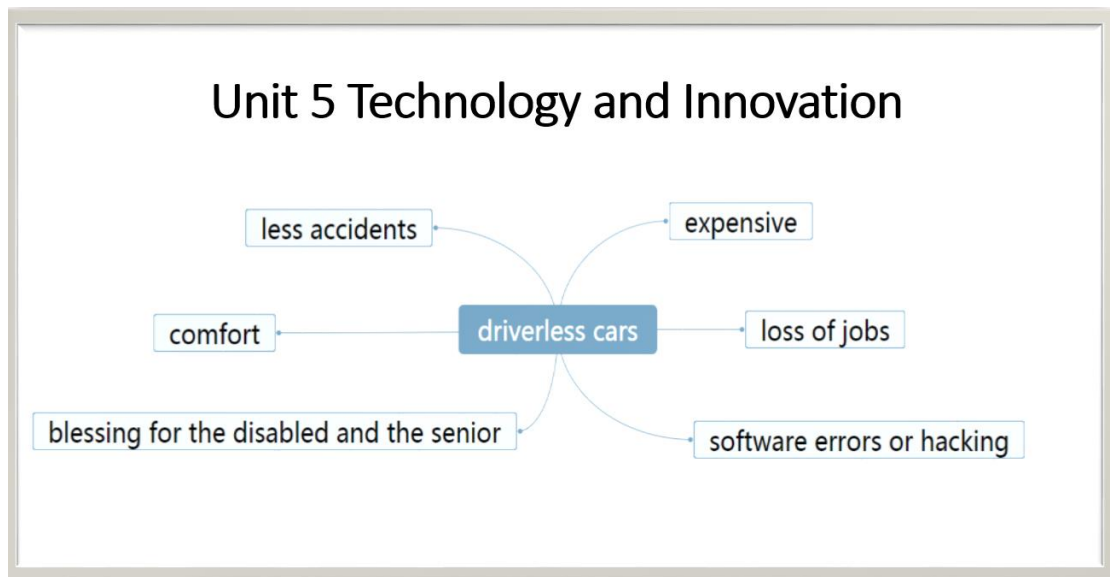 Unit 5 Technology and Innovation
less accidents
expensive
comfort
driverless cars
loss of jobs
blessing for the disabled and the senior
software errors or hacking